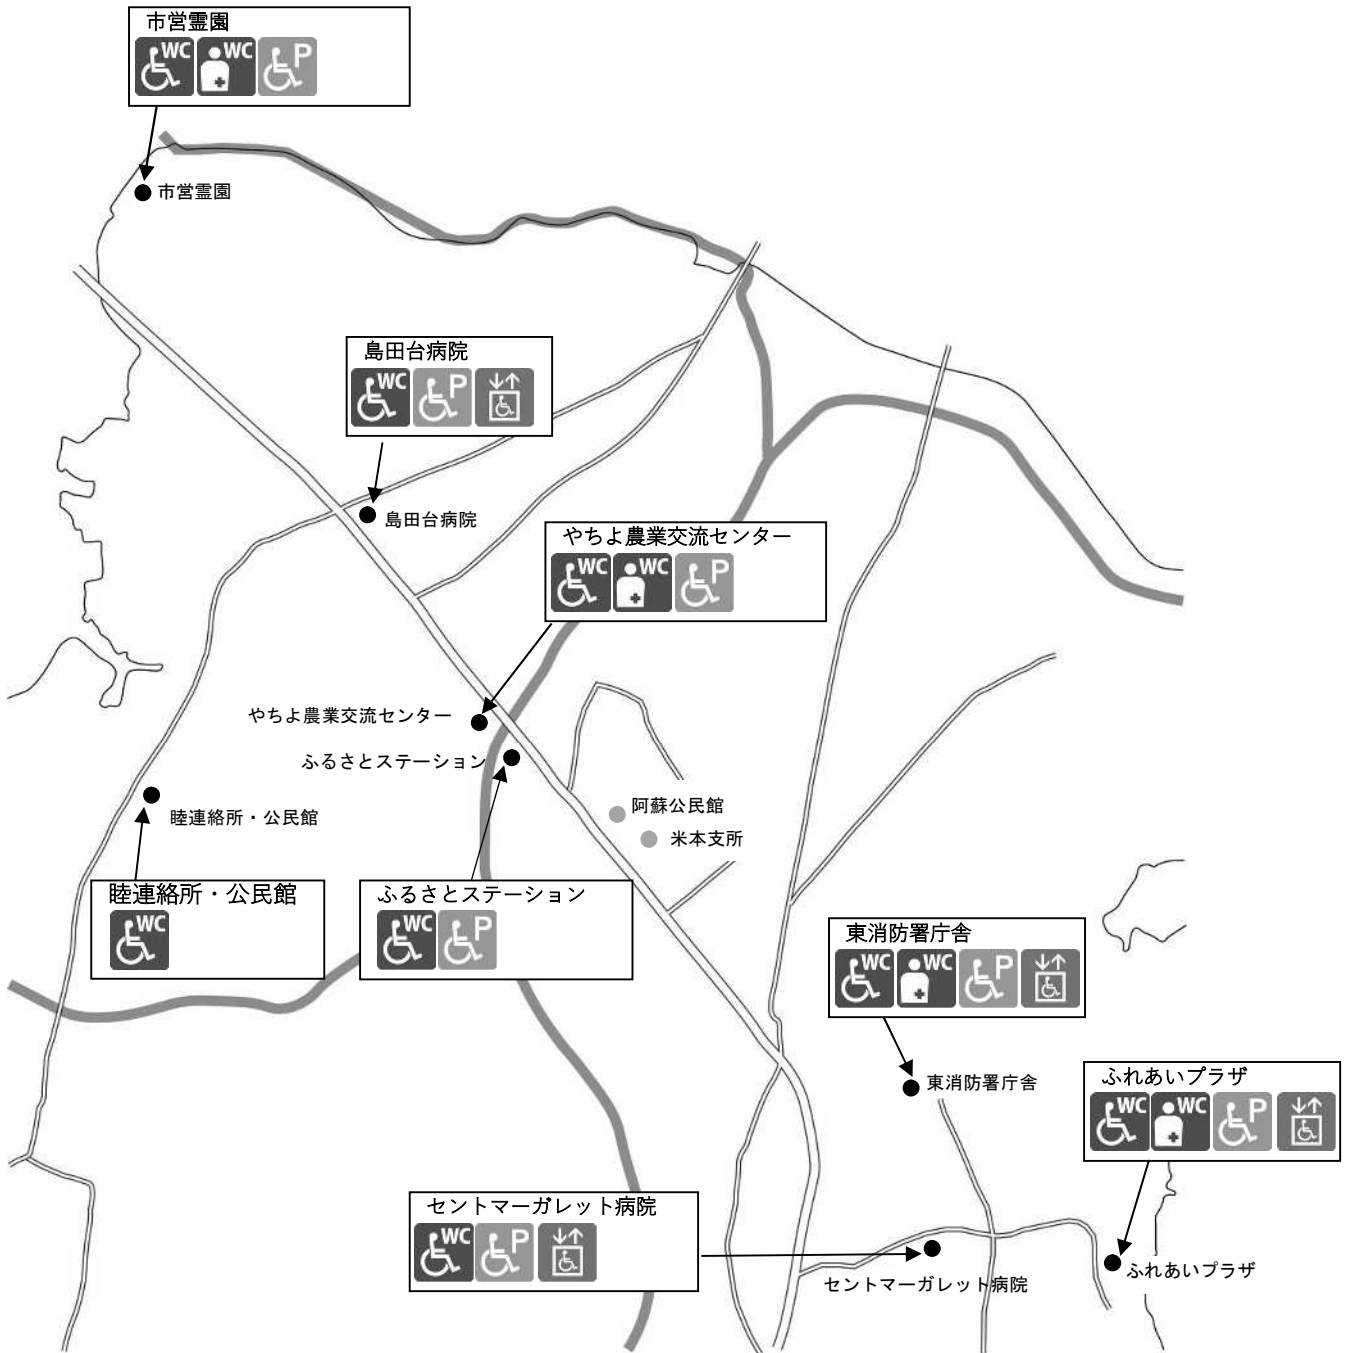 市営霊園
WC WC P
市営霊園
島田台病院
WC P
島田台病院
やちよ農業交流センター
WC WC P
やちよ農業交流センター
ふるさとステーション
阿蘇公民館
米本支所
睦連絡所・公民館
睦連絡所・公民館
WC
ふるさとステーション
WC P
東消防署庁舎
WC WC P
東消防署庁舎
ふれあいプラザ
WC WC P
セントマーガレット病院
WC P
セントマーガレット病院
ふれあいプラザ